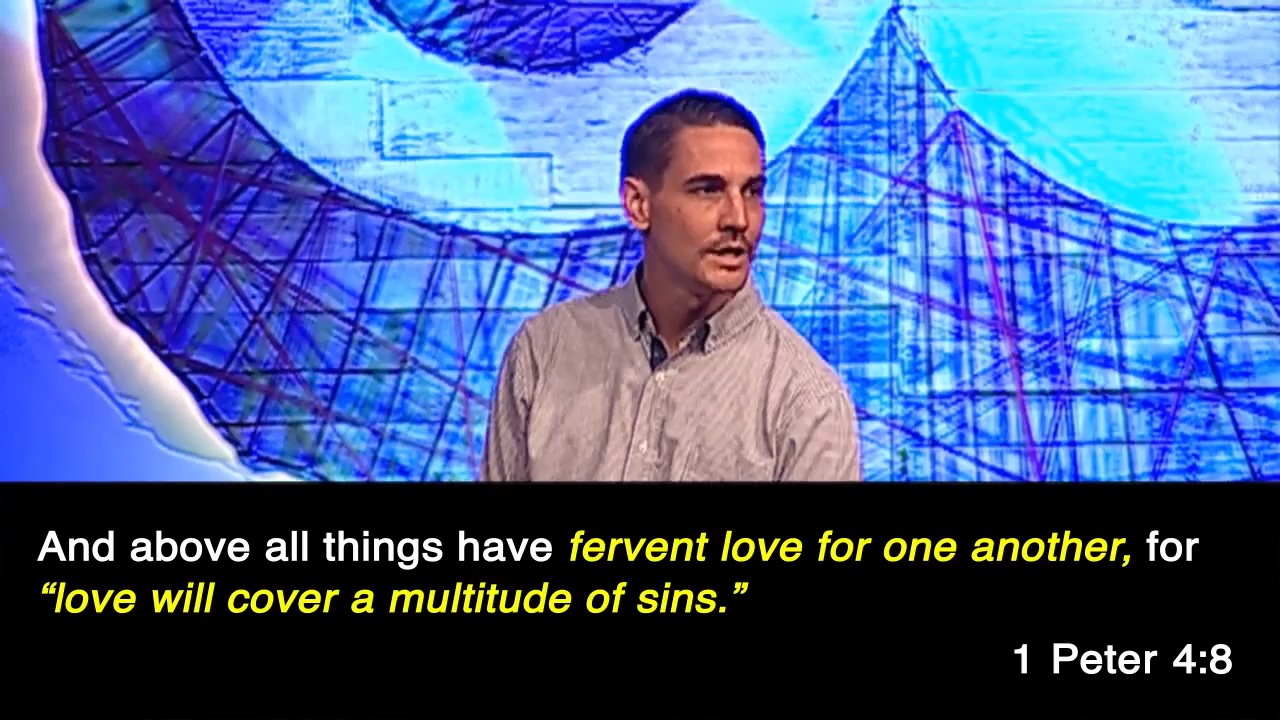 And above all things have fervent love for one another, for
“love will cover a multitude of sins.”
1 Peter 4:8